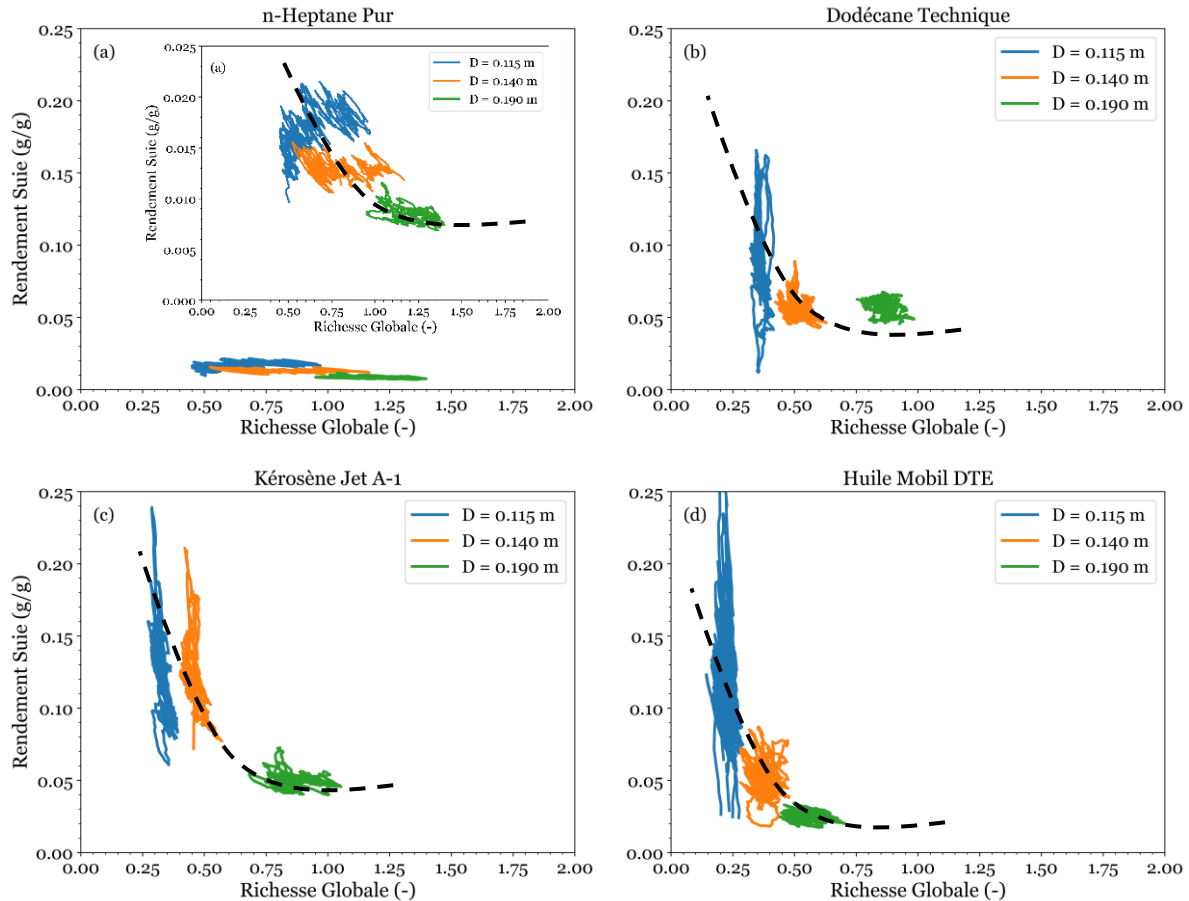 n-Heptane Pur
Rendement Suie (g/g)
0.25
0.20
0.15
0.10
0.05
0.00
(a)
Rendement Suie (g/g)
0.025
0.020
0.015
0.010
0.005
0.000
(a)
D = 0.115 m
D = 0.140 m
D = 0.190 m
0.00 0.25 0.50 0.75 1.00 1.25 1.50 1.75 2.00
Richesse Globale (-)
0.00 0.25 0.50 0.75 1.00 1.25 1.50 1.75 2.00
Richesse Globale (-)
Dodécane Technique
0.25
0.20
0.15
0.10
0.05
0.00
(b)
D = 0.115 m
D = 0.140 m
D = 0.190 m
0.00 0.25 0.50 0.75 1.00 1.25 1.50 1.75 2.00
Richesse Globale (-)
Kérosène Jet A-1
Rendement Suie (g/g)
0.25
0.20
0.15
0.10
0.05
0.00
(c)
D = 0.115 m
D = 0.140 m
D = 0.190 m
0.00 0.25 0.50 0.75 1.00 1.25 1.50 1.75 2.00
Richesse Globale (-)
Huile Mobil DTE
0.25
0.20
0.15
0.10
0.05
0.00
(d)
D = 0.115 m
D = 0.140 m
D = 0.190 m
0.00 0.25 0.50 0.75 1.00 1.25 1.50 1.75 2.00
Richesse Globale (-)